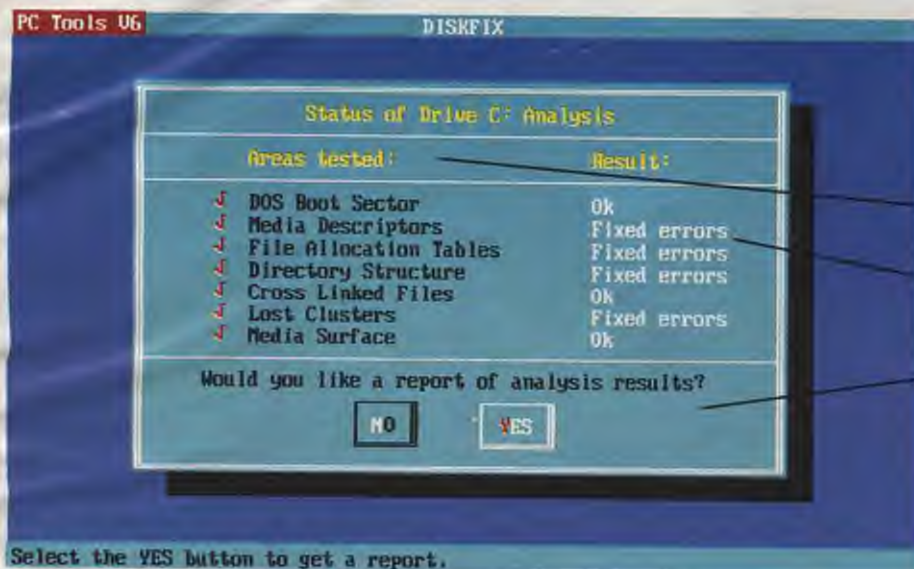 PC Tools V6
DISKFIX
Status of Drive C: Analysis
Areas tested: Result:
√ DOS Boot Sector Ok
√ Media Descriptors Fixed errors
√ File Allocation Tables Fixed errors
√ Directory Structure Fixed errors
√ Cross Linked Files Ok
√ Lost Clusters Fixed errors
√ Media Surface Ok
Would you like a report of analysis results?
NO YES
Select the YES button to get a report.